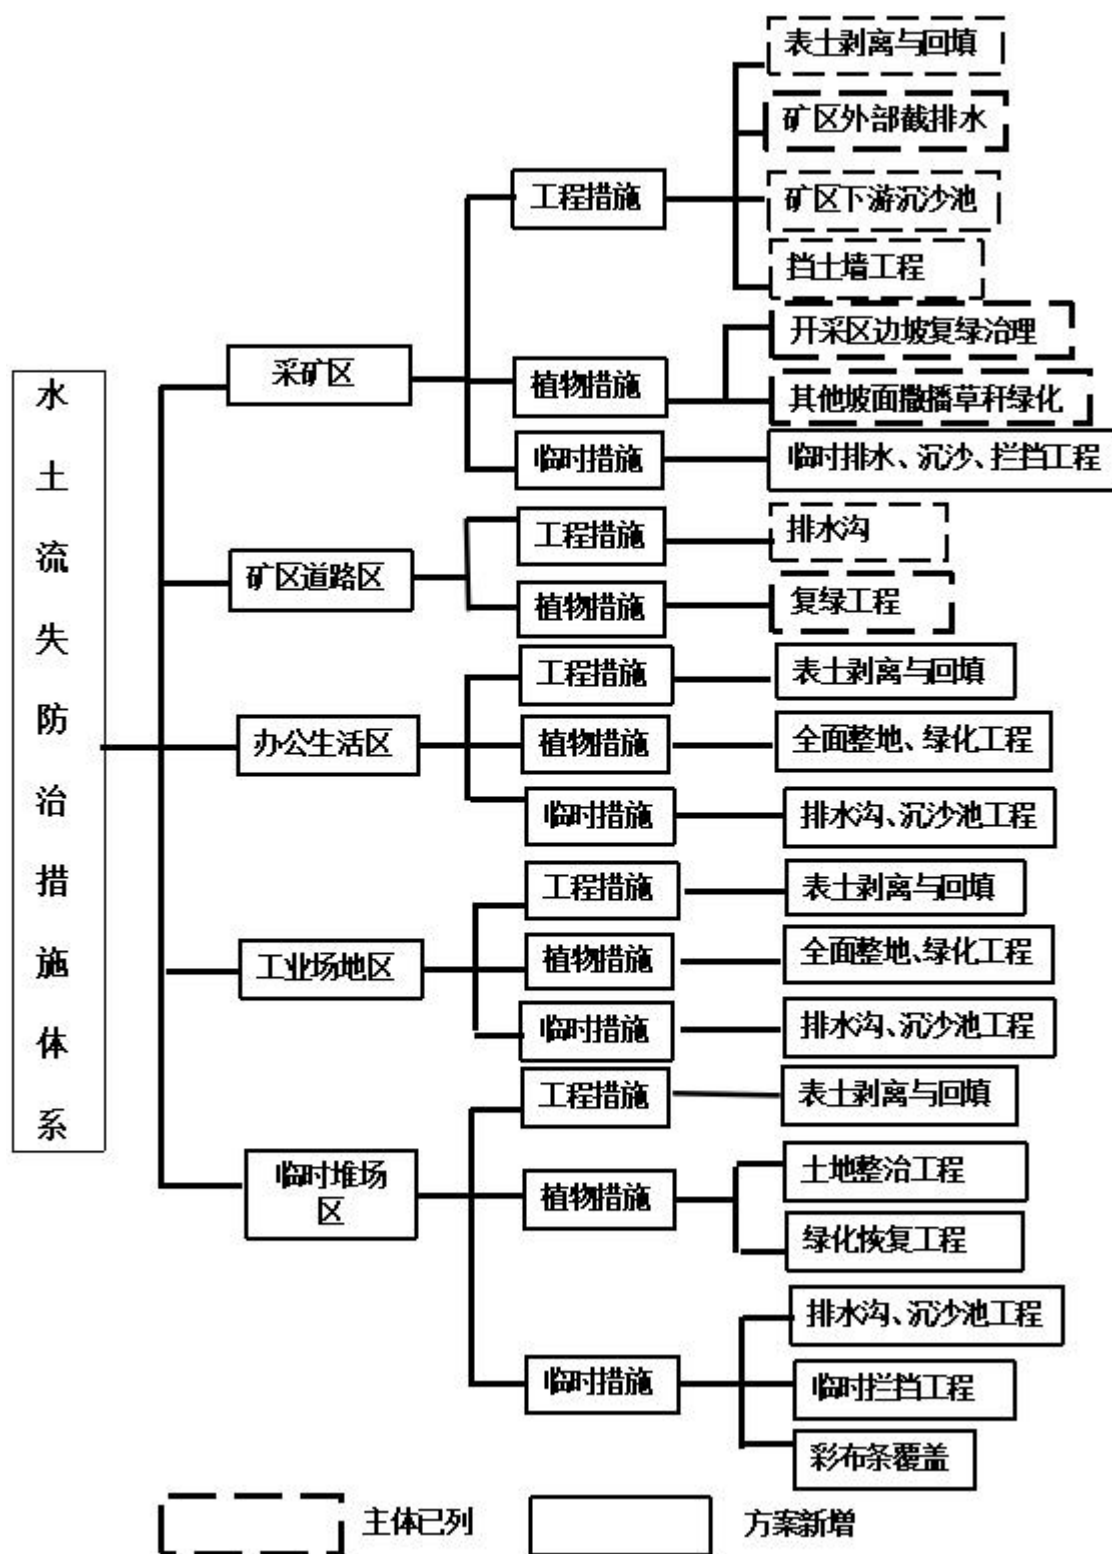 水土流失防治措施体系
采矿区
工程措施
表土剥离与回填
矿区外部截排水
矿区下游沉沙池
挡土墙工程
植物措施
开采区边坡复绿治理
其他坡面撒播草秆绿化
临时措施
临时排水、沉沙、拦挡工程
矿区道路区
工程措施
排水沟
植物措施
复绿工程
办公生活区
工程措施
表土剥离与回填
植物措施
全面整地、绿化工程
临时措施
排水沟、沉沙池工程
工业场地区
工程措施
表土剥离与回填
植物措施
全面整地、绿化工程
临时措施
排水沟、沉沙池工程
临时堆场
区
工程措施
表土剥离与回填
植物措施
土地整治工程
绿化恢复工程
临时措施
排水沟、沉沙池工程
临时拦挡工程
彩布条覆盖
主体已列
方案新增